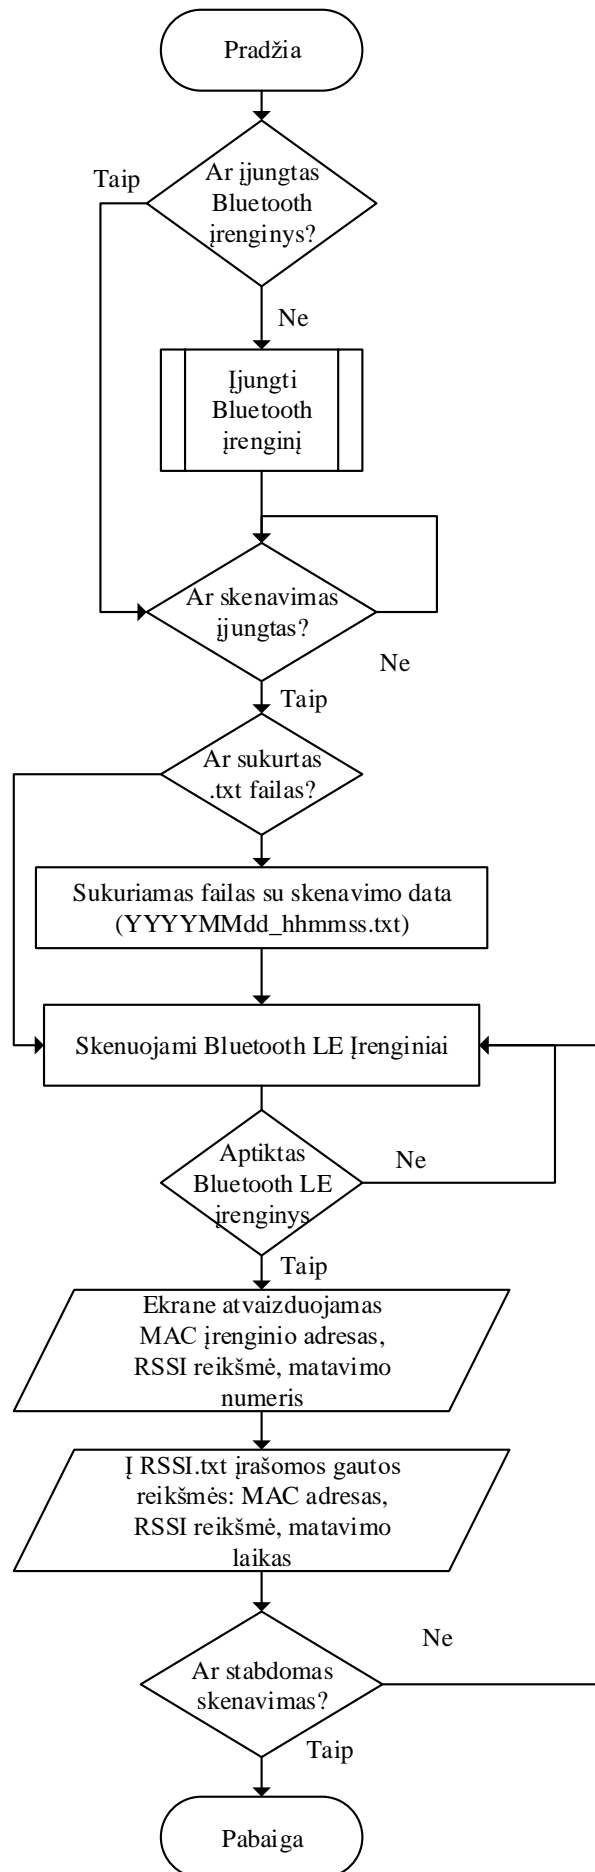 Pradžia
Taip
Ar įjungtas
Bluetooth
įrenginys?
Ne
Įjungti
Bluetooth
įrenginį
Ar skenavimas
įjungtas?
Ne
Taip
Ar sukurtas
.txt failas?
Sukuriamas failas su skenavimo data
(YYYYMMdd_hhmmss.txt)
Skenuojami Bluetooth LE Įrenginiai
Aptiktas
Bluetooth LE
įrenginys
Ne
Taip
Ekrane atvaizduojamas
MAC įrenginio adresas,
RSSI reikšmė, matavimo
numeris
Į RSSI.txt įrašomos gautos
reikšmės: MAC adresas,
RSSI reikšmė, matavimo
laikas
Ne
Ar stabdomas
skenavimas?
Taip
Pabaiga